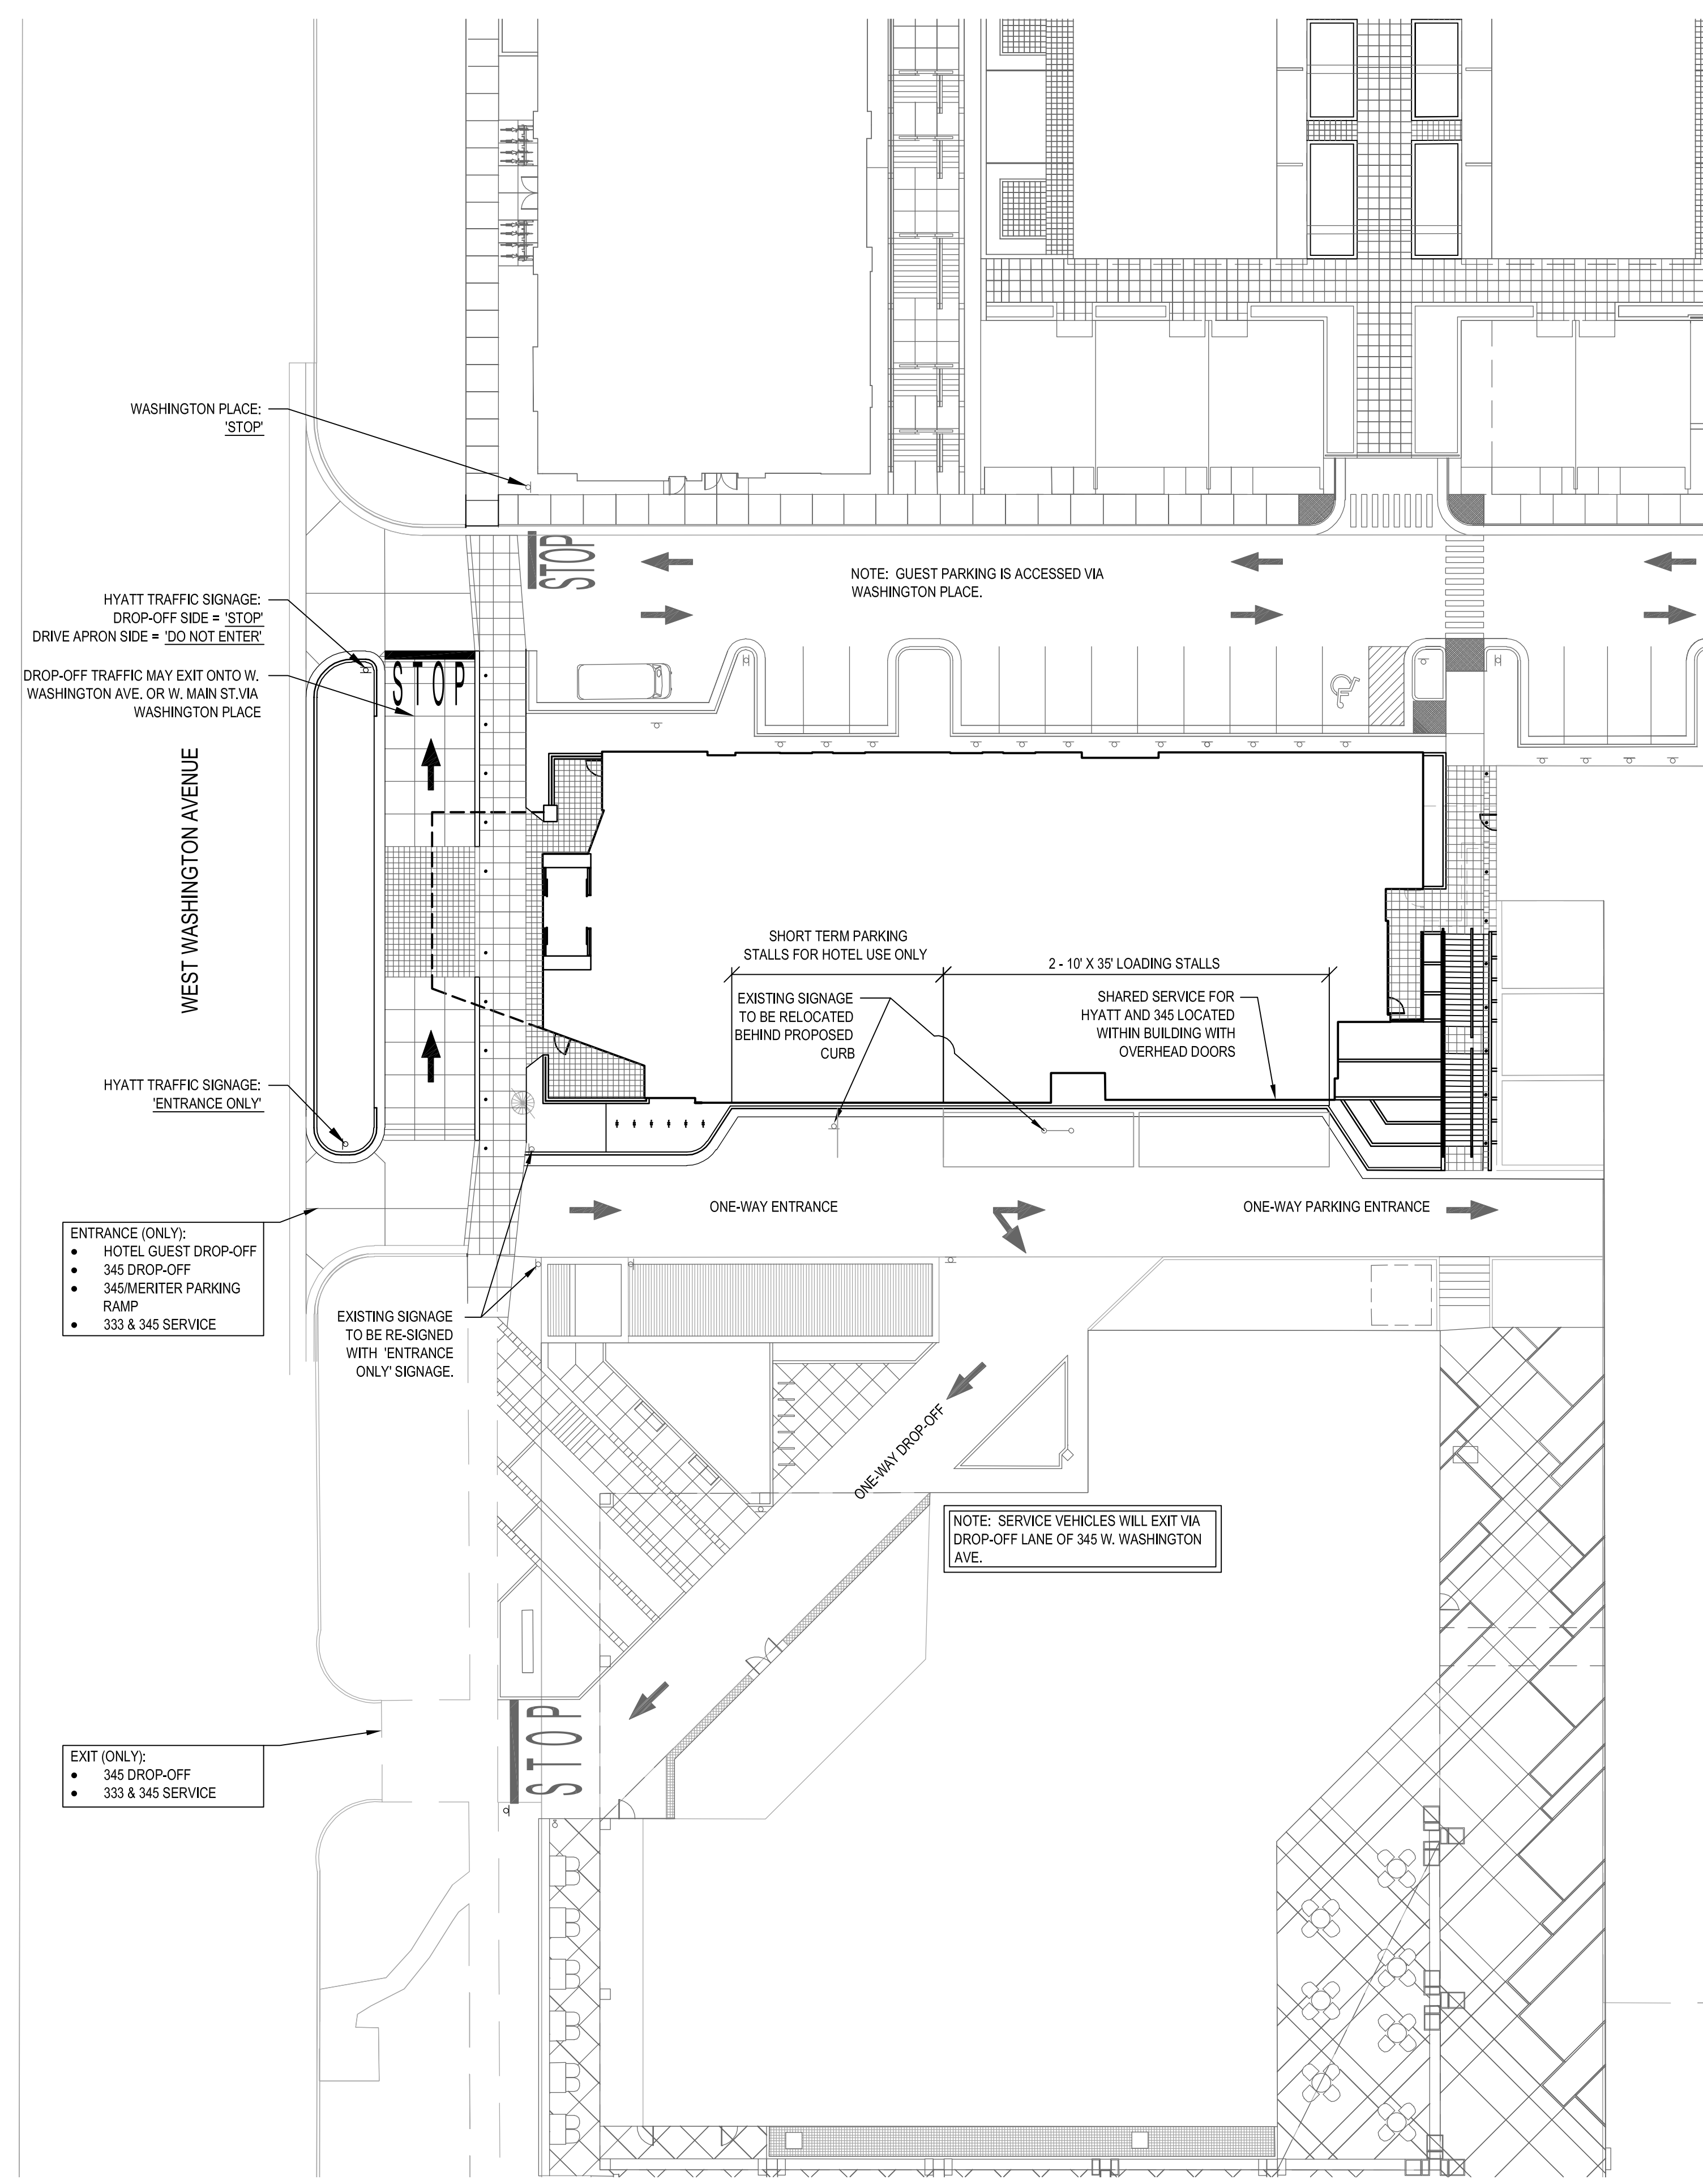 WASHINGTON PLACE:
'STOP'
STOP
NOTE: GUEST PARKING IS ACCESSED VIA
WASHINGTON PLACE.
HYATT TRAFFIC SIGNAGE:
DROP-OFF SIDE = 'STOP'
DRIVE APRON SIDE = 'DO NOT ENTER'
DROP-OFF TRAFFIC MAY EXIT ONTO W.
WASHINGTON AVE. OR W. MAIN ST.VIA
WASHINGTON PLACE
STOP
WEST WASHINGTON AVENUE
SHORT TERM PARKING
STALLS FOR HOTEL USE ONLY
2 - 10' X 35' LOADING STALLS
EXISTING SIGNAGE
TO BE RELOCATED
BEHIND PROPOSED
CURB
SHARED SERVICE FOR
HYATT AND 345 LOCATED
WITHIN BUILDING WITH
OVERHEAD DOORS
HYATT TRAFFIC SIGNAGE:
'ENTRANCE ONLY'
ONE-WAY ENTRANCE
ONE-WAY PARKING ENTRANCE
ENTRANCE (ONLY):
• HOTEL GUEST DROP-OFF
• 345 DROP-OFF
• 345/MERITER PARKING
RAMP
• 333 & 345 SERVICE
EXISTING SIGNAGE
TO BE RE-SIGNED
WITH 'ENTRANCE
ONLY' SIGNAGE.
ONE-WAY DROP-OFF
NOTE: SERVICE VEHICLES WILL EXIT VIA
DROP-OFF LANE OF 345 W. WASHINGTON
AVE.
STOP
EXIT (ONLY):
• 345 DROP-OFF
• 333 & 345 SERVICE